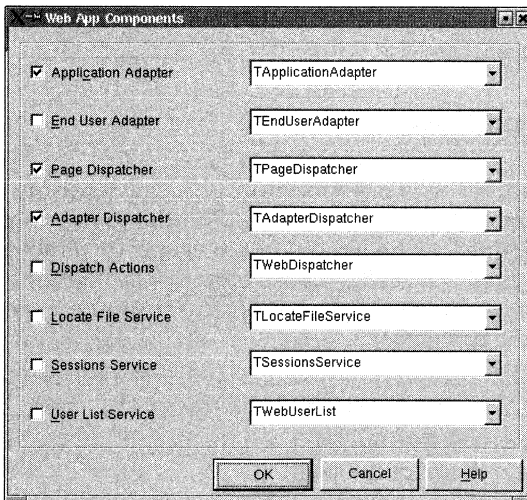 Web App Components
Application Adapter TApplicationAdapter
End User Adapter TEndUserAdapter
Page Dispatcher TPageDispatcher
Adapter Dispatcher TAdapterDispatcher
Dispatch Actions TWebDispatcher
Locate File Service TLocateFileService
Sessions Service TSessionsService
User List Service TWebUserList
OK Cancel Help